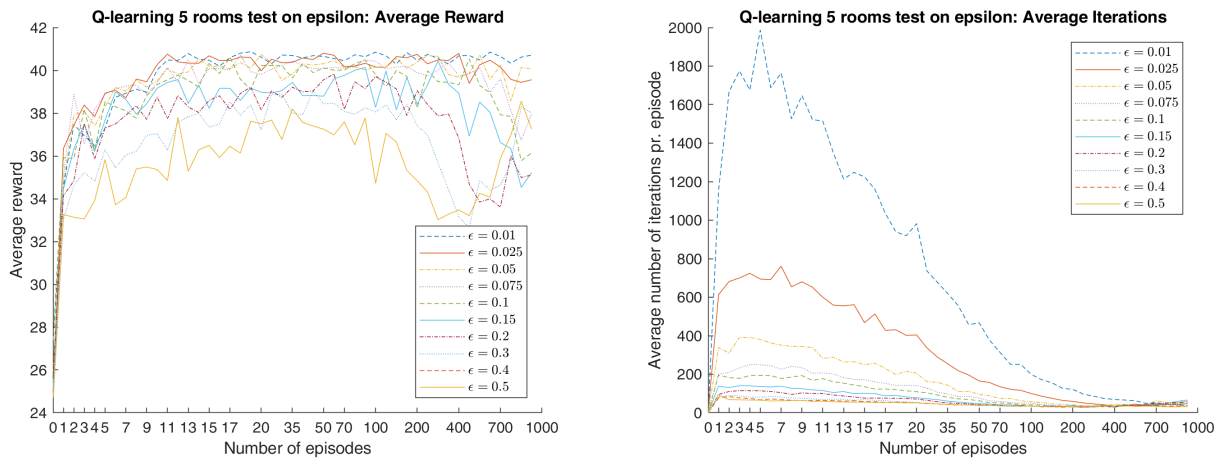 Q-learning 5 rooms test on epsilon: Average Reward
42
40
38
36
34
32
30
28
26
24
Average reward
0 1 2 3 4 5 7 9 11 13 15 17 20 35 50 70 100 200 400 700 1000
Number of episodes
ϵ = 0.01
ϵ = 0.025
ϵ = 0.05
ϵ = 0.075
ϵ = 0.1
ϵ = 0.15
ϵ = 0.2
ϵ = 0.3
ϵ = 0.4
ϵ = 0.5
Q-learning 5 rooms test on epsilon: Average Iterations
2000
1800
1600
1400
1200
1000
800
600
400
200
0
Average number of iterations pr. episode
0 1 2 3 4 5 7 9 11 13 15 17 20 35 50 70 100 200 400 700 1000
Number of episodes
ϵ = 0.01
ϵ = 0.025
ϵ = 0.05
ϵ = 0.075
ϵ = 0.1
ϵ = 0.15
ϵ = 0.2
ϵ = 0.3
ϵ = 0.4
ϵ = 0.5